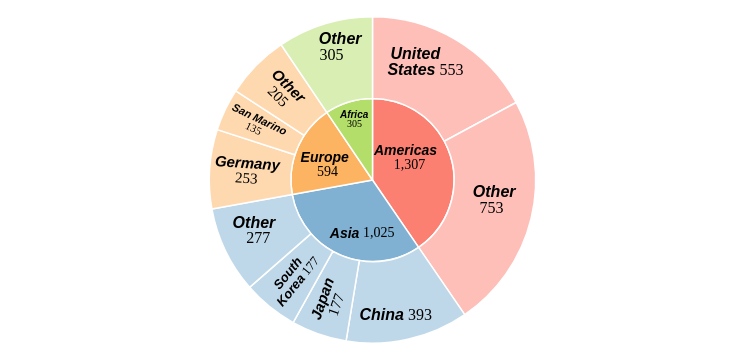 United
States 553
Other
753
China 393
Japan
177
South
Korea 177
Other
277
Germany
253
San Marino
135
Other
205
Other
305
Africa
305
Americas
1,307
Europe
594
Asia 1,025